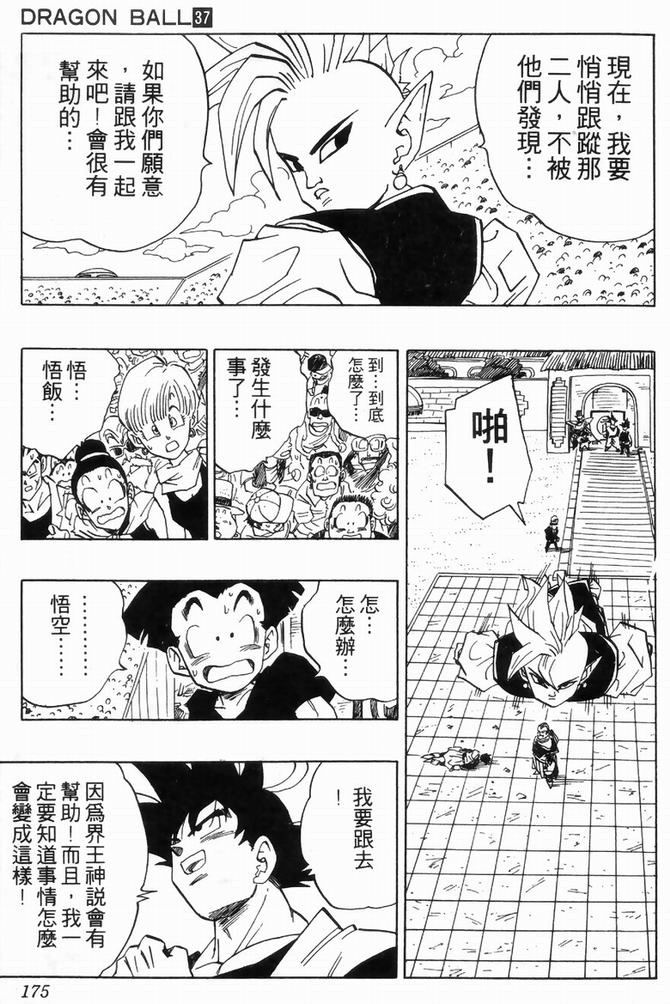 DRAGON BALL 37
現在，我要
悄悄跟蹤那
二人，不被
他們發現…
如果你們願意
，請跟我一起
來吧！會很有
幫助的…
啪！
到…到底
怎麼了…
發生什麼
事了…
悟…
悟飯…
怎…
怎麼辦…
………
悟空……
我要跟去
！
因爲界王神説會有
幫助！而且，我一
定要知道事情怎麼
會變成這樣！
175